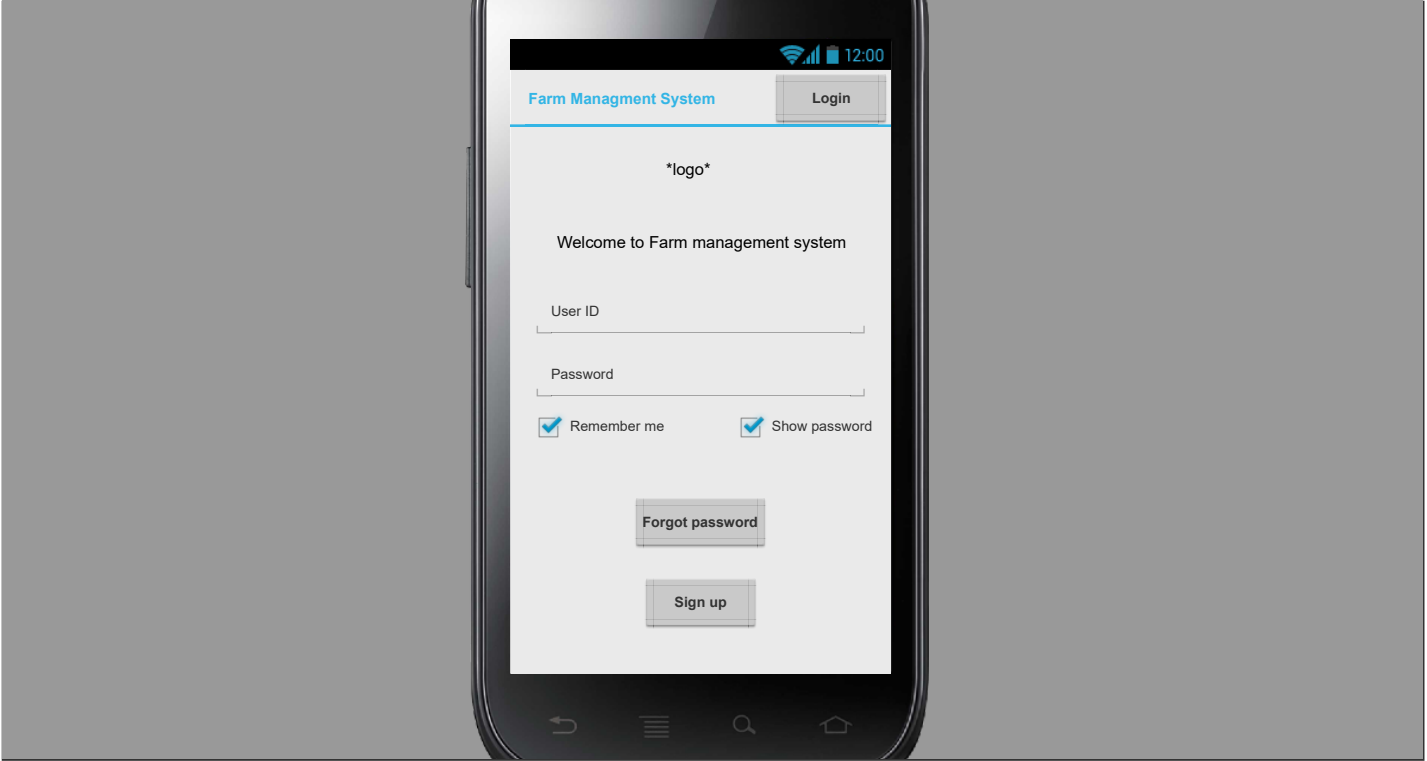 12:00
Farm Managment System
Login
*logo*
Welcome to Farm management system
User ID
Password
Remember me
Show password
Forgot password
Sign up